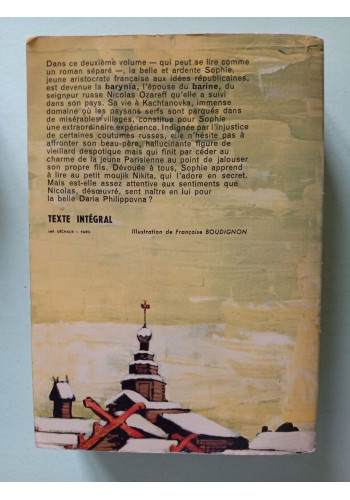 Dans ce deuxième volume — qui peut se lire comme
un roman séparé —, la belle et ardente Sophie,
jeune aristocrate française aux idées républicaines,
est devenue la barynia, l'épouse du barine, du
seigneur russe Nicolas Ozareff qu'elle a suivi
dans son pays. Sa vie à Kachtanovka, immense
domaine où les paysans serfs sont parqués dans
de misérables villages, constitue pour Sophie
une extraordinaire expérience. Indignée par l'injustice
de certaines coutumes russes, elle n'hésite pas à
affronter son beau-père, hallucinante figure de
vieillard despotique mais qui finit par céder au
charme de la jeune Parisienne au point de jalouser
son propre fils. Dévouée à tous, Sophie apprend
à lire au petit moujik Nikita, qui l'adore en secret.
Mais est-elle assez attentive aux sentiments que
Nicolas, désœuvré, sent naître en lui pour
la belle Daria Philippovna ?
TEXTE INTÉGRAL
IMP. DÉCHAUX - PARIS
Illustration de Françoise BOUDIGNON